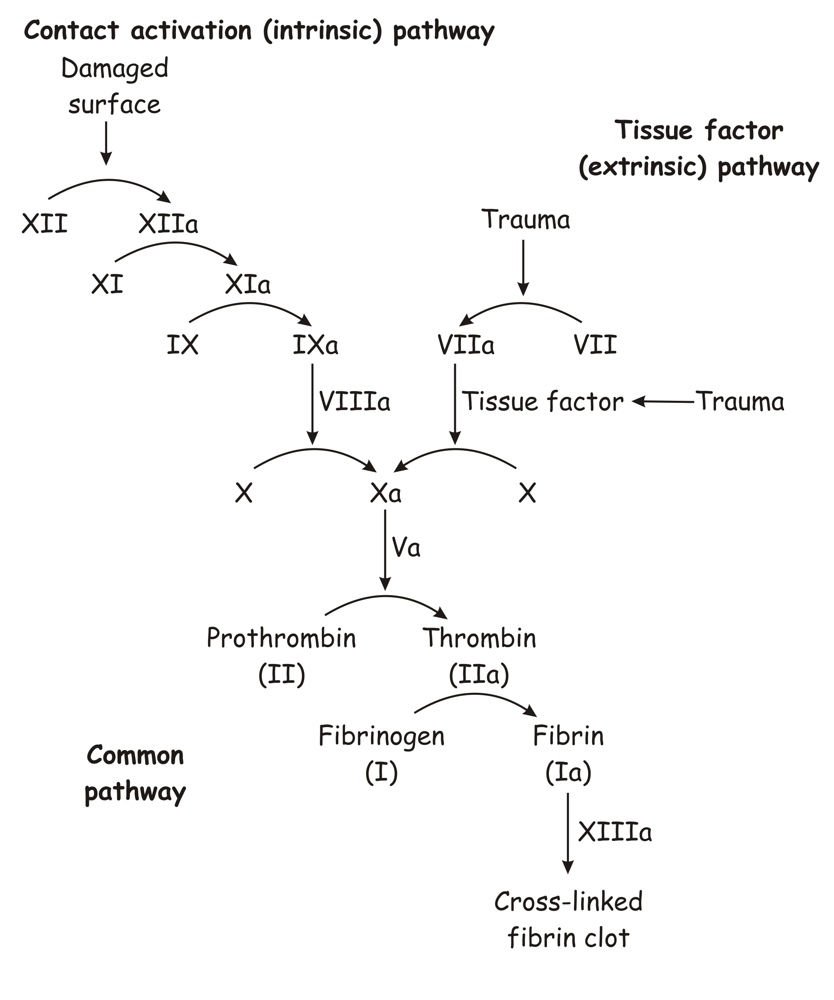 Contact activation (intrinsic) pathway
Damaged
surface
Tissue factor
(extrinsic) pathway
XII XIIa
Trauma
XI XIa
IX IXa VIIa VII
VIIIa Tissue factor Trauma
X Xa X
Va
Prothrombin Thrombin
(II) (IIa)
Fibrinogen Fibrin
(I) (Ia)
Common
pathway
XIIIa
Cross-linked
fibrin clot